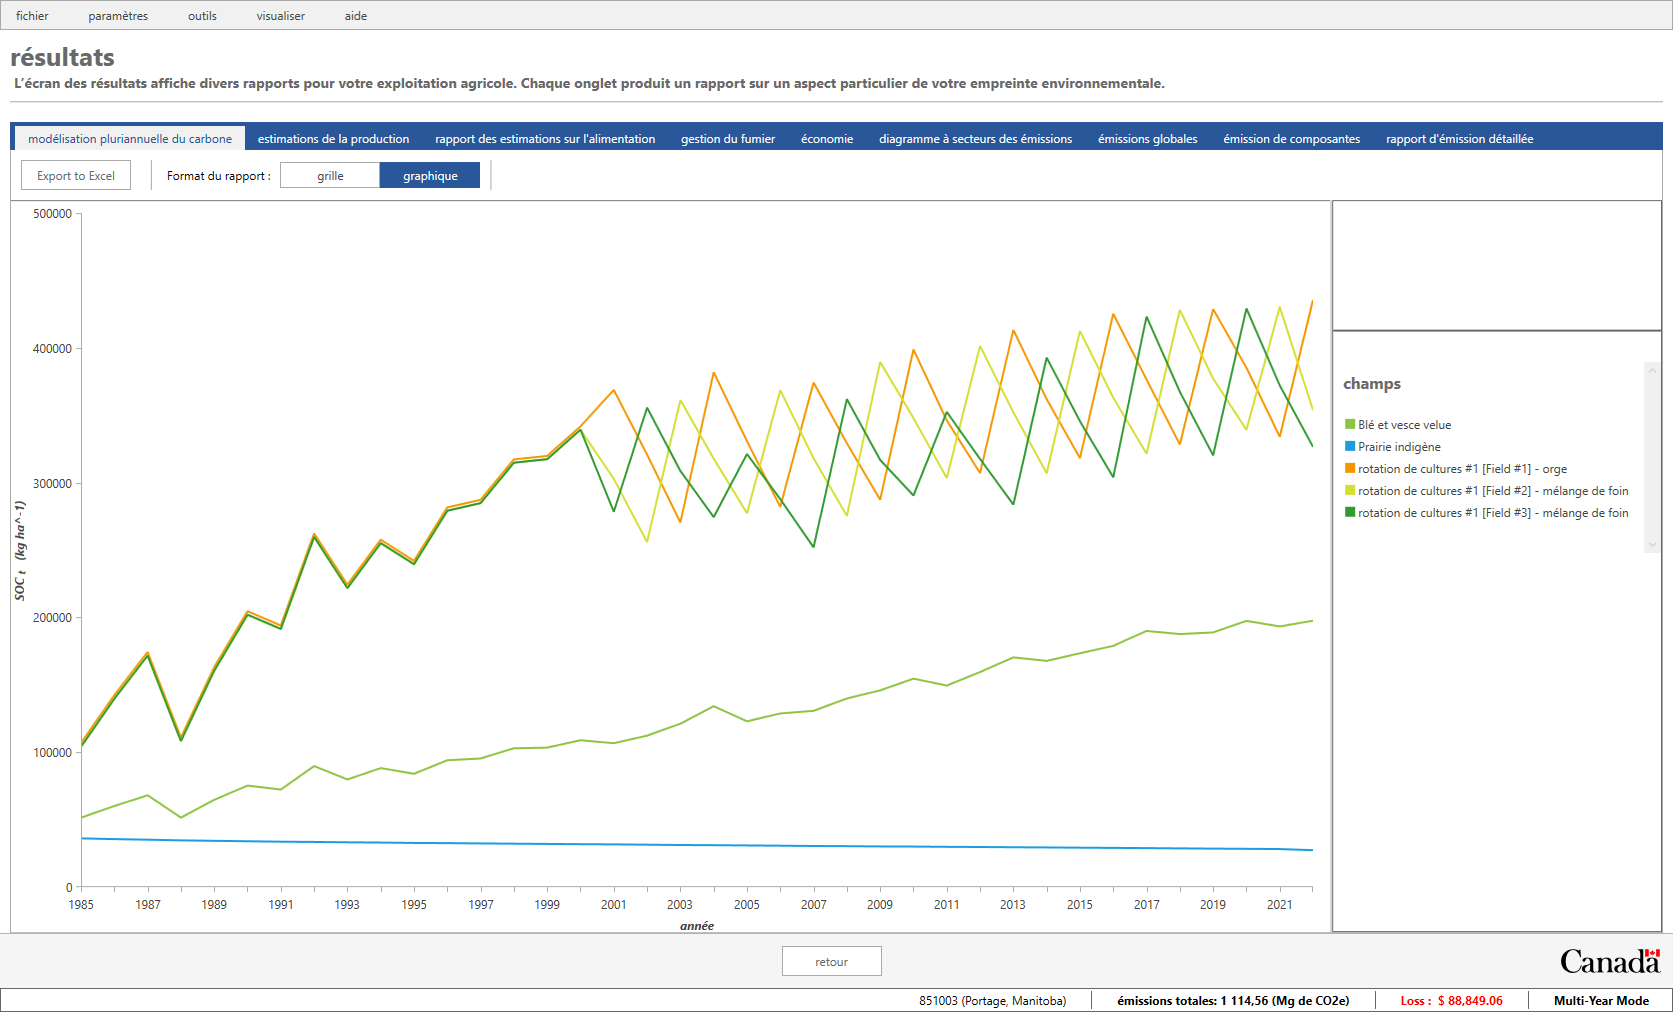 fichier paramètres outils visualiser aide
résultats
L'écran des résultats affiche divers rapports pour votre exploitation agricole. Chaque onglet produit un rapport sur un aspect particulier de votre empreinte environnementale.
modélisation pluriannuelle du carbone estimations de la production rapport des estimations sur l'alimentation gestion du fumier économie diagramme à secteurs des émissions émissions globales émission de composantes rapport d'émission détaillée
Export to Excel Format du rapport : grille graphique
500000
400000
300000
200000
100000
0
SOC t (kg ha^-1)
1985 1987 1989 1991 1993 1995 1997 1999 2001 2003 2005 2007 2009 2011 2013 2015 2017 2019 2021
année
champs
Blé et vesce velue
Prairie indigène
rotation de cultures #1 [Field #1] - orge
rotation de cultures #1 [Field #2] - mélange de foin
rotation de cultures #1 [Field #3] - mélange de foin
retour
Canada
851003 (Portage, Manitoba) émissions totales: 1 114,56 (Mg de CO2e) Loss : $ 88,849.06 Multi-Year Mode